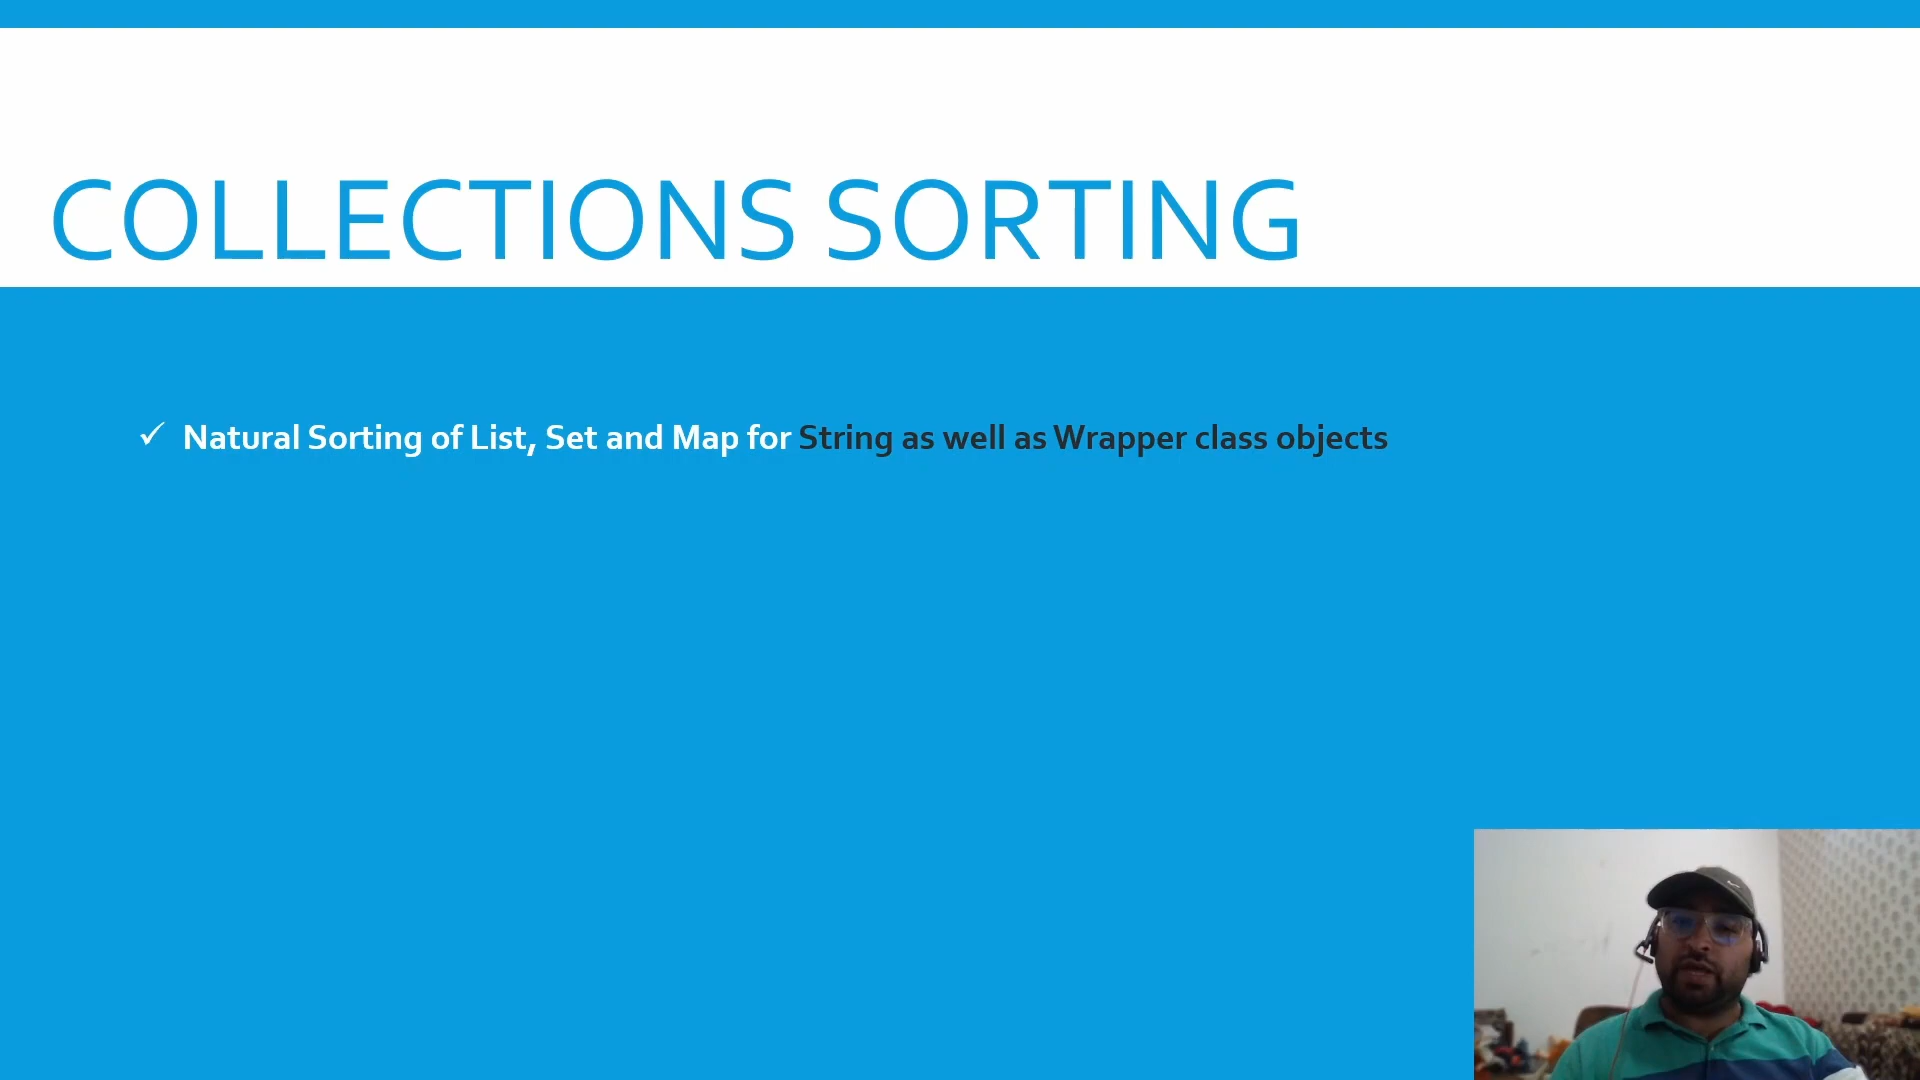 COLLECTIONS SORTING
Natural Sorting of List, Set and Map for String as well as Wrapper class objects